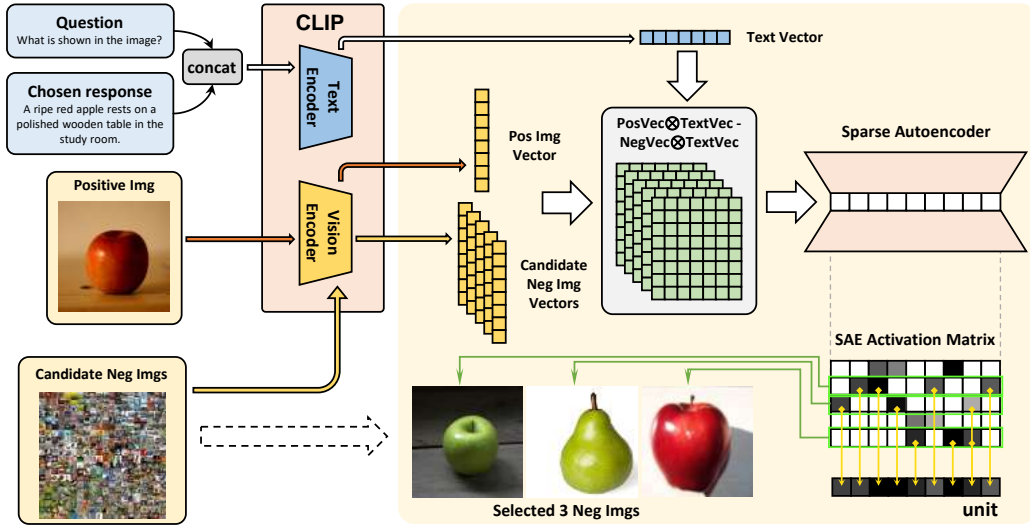 Question
What is shown in the image?
Chosen response
A ripe red apple rests on a
polished wooden table in the
study room.
concat
CLIP
Text
Encoder
Vision
Encoder
Text Vector
Pos Img
Vector
Candidate
Neg Img
Vectors
PosVec⊗TextVec -
NegVec⊗TextVec
Sparse Autoencoder
Positive Img
Candidate Neg Imgs
SAE Activation Matrix
Selected 3 Neg Imgs
unit